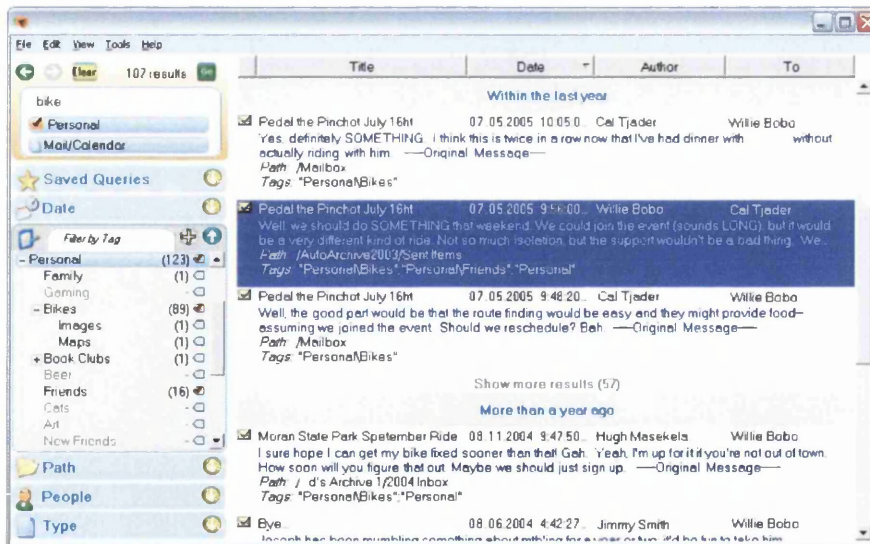 File Edit View Tools Help
Clear 107 results Go
bike
Personal
Mail/Calendar
Saved Queries
Date
Filter by Tag
- Personal (123)
Family (1)
Gaming -
- Bikes (89)
Images (1)
Maps (1)
+ Book Clubs (1)
Beer -
Friends (16)
Cats -
Art -
New Friends -
Path
People
Type
Title Date Author To
Within the last year
Pedal the Pinchot July 16ht 07.05.2005 10:05:0... Cal Tjader Willie Bobo
Yes, definitely SOMETHING. I think this is twice in a row now that I've had dinner with without
actually riding with him. -----Original Message-----
Path: /Mailbox
Tags: "Personal\Bikes"
Pedal the Pinchot July 16ht 07.05.2005 9:56:00... Willie Bobo Cal Tjader
Well, we should do SOMETHING that weekend. We could join the event (sounds LONG), but it would
be a very different kind of ride. Not so much isolation, but the support wouldn't be a bad thing. We...
Path: /AutoArchive2003/Sent Items
Tags: "Personal\Bikes";"Personal\Friends";"Personal"
Pedal the Pinchot July 16ht 07.05.2005 9:48:20... Cal Tjader Willie Bobo
Well, the good part would be that the route finding would be easy and they might provide food--
assuming we joined the event. Should we reschedule? Bah. -----Original Message-----
Path: /Mailbox
Tags: "Personal\Bikes"
Show more results (57)
More than a year ago
Moran State Park Spetember Ride 08.11.2004 9:47:50... Hugh Masekela Willie Bobo
I sure hope I can get my bike fixed sooner than that! Gah. Yeah, I'm up for it if you're not out of town.
How soon will you figure that out. Maybe we should just sign up. -----Original Message-----
Path: / d's Archive 1/2004 Inbox
Tags: "Personal\Bikes";"Personal"
Bye... 08.06.2004 4:42:27... Jimmy Smith Willie Bobo
Joseph has been mumbling something about